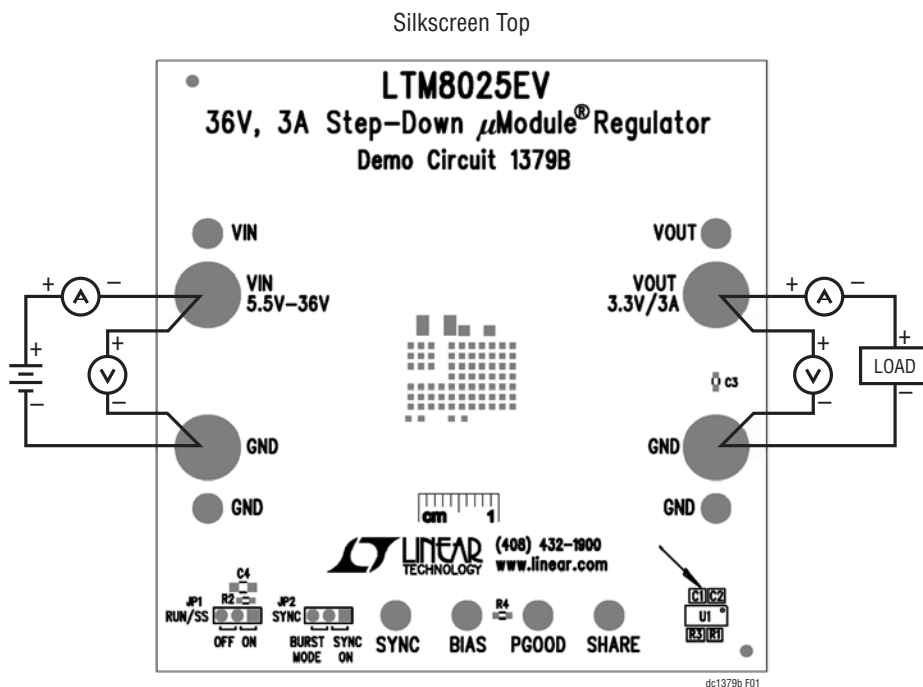 Silkscreen Top
LTM8025EV
36V, 3A Step-Down µModule® Regulator
Demo Circuit 1379B
VIN
VOUT
+ A −
VIN
5.5V–36V
VOUT
3.3V/3A
+ A −
+
+
V
−
−
+
V
−
+
LOAD
−
C3
GND
GND
GND
GND
cm 1
LT LINEAR
TECHNOLOGY
(408) 432-1900
www.linear.com
C4
R2
JP1
RUN/SS
OFF ON
JP2
SYNC
BURST
MODE
SYNC
ON
SYNC
BIAS
R4
PGOOD
SHARE
C1 C2
U1
R3 R1
dc1379b F01